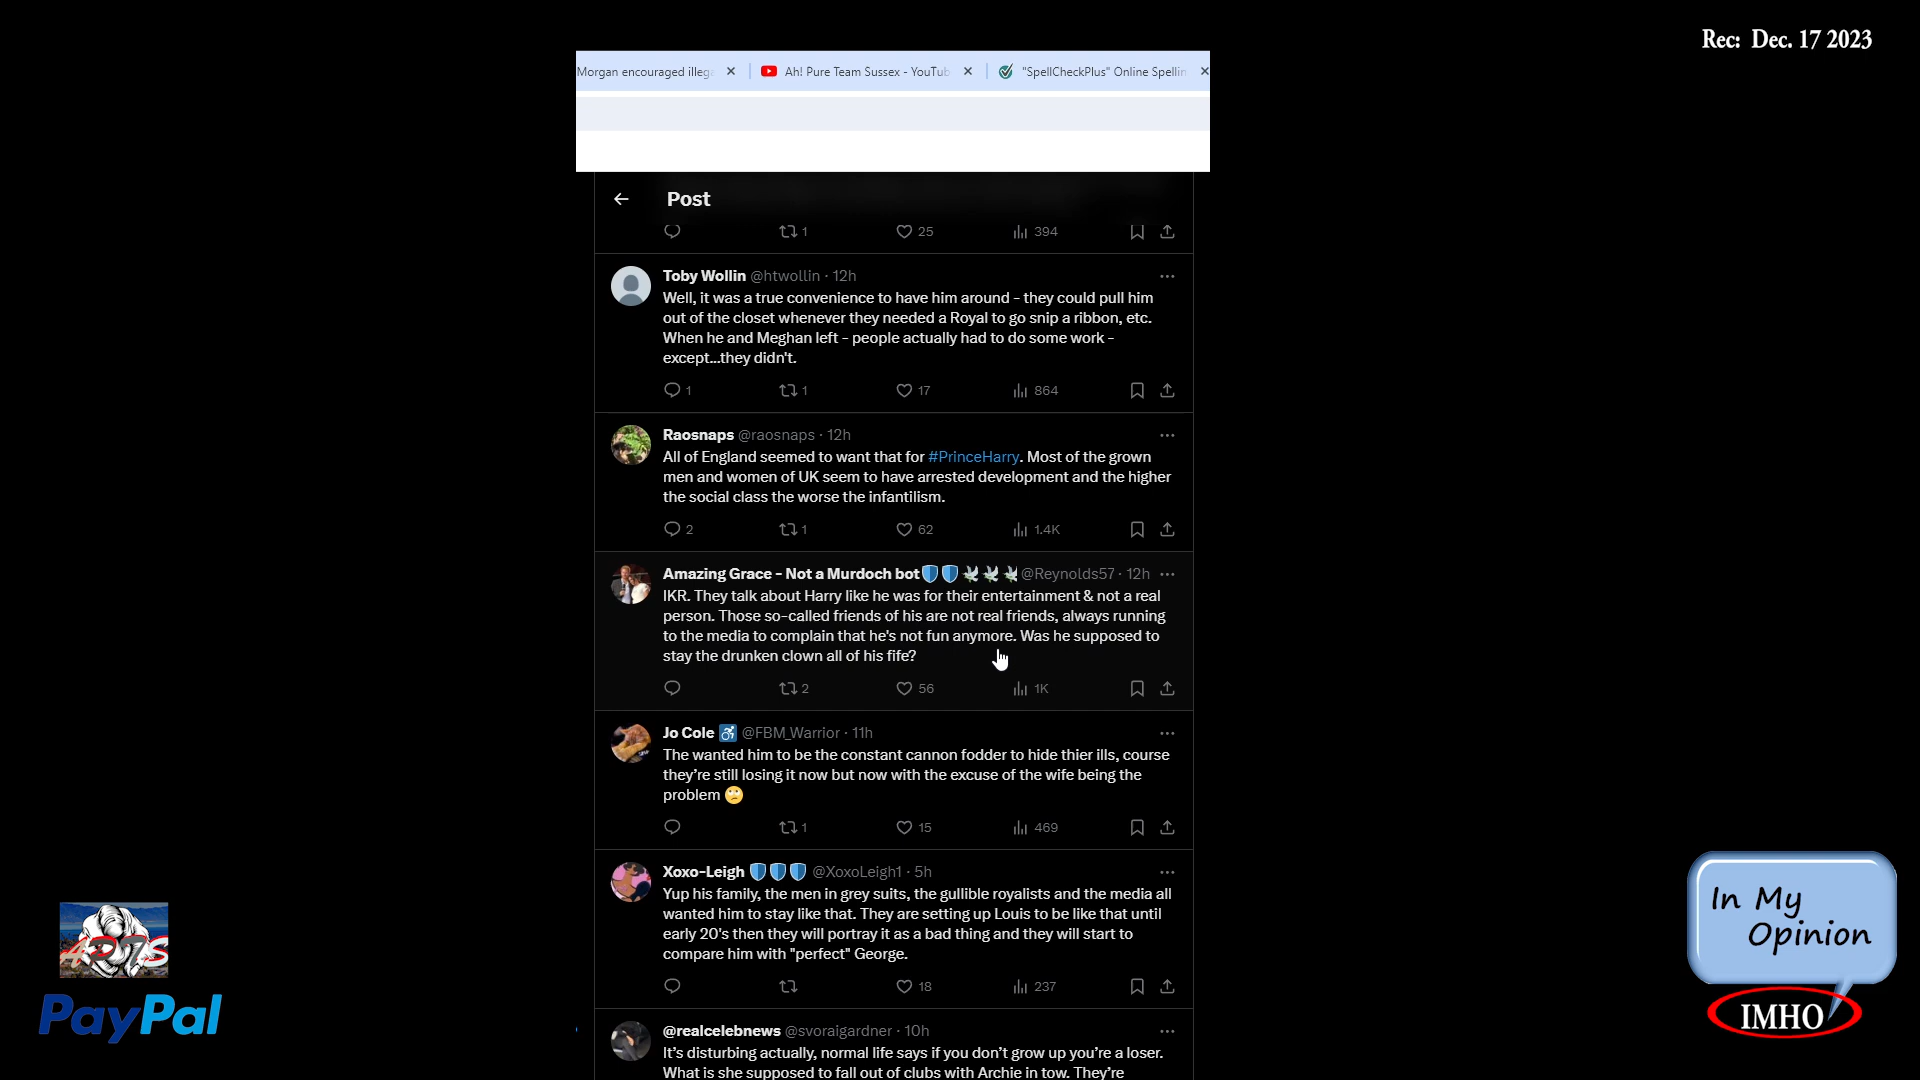 Rec: Dec. 17 2023
Morgan encouraged illeg
Ah! Pure Team Sussex - YouTub
"SpellCheckPlus" Online Spellin
Post
1 25 394
Toby Wollin @htwollin · 12h
Well, it was a true convenience to have him around - they could pull him
out of the closet whenever they needed a Royal to go snip a ribbon, etc.
When he and Meghan left - people actually had to do some work -
except...they didn't.
1 1 17 864
Raosnaps @raosnaps · 12h
All of England seemed to want that for #PrinceHarry. Most of the grown
men and women of UK seem to have arrested development and the higher
the social class the worse the infantilism.
2 1 62 1.4K
Amazing Grace - Not a Murdoch bot🛡️🛡️🕊️🕊️🕊️ @Reynolds57 · 12h
IKR. They talk about Harry like he was for their entertainment & not a real
person. Those so-called friends of his are not real friends, always running
to the media to complain that he's not fun anymore. Was he supposed to
stay the drunken clown all of his fife?
2 56 1K
Jo Cole ♿ @FBM_Warrior · 11h
The wanted him to be the constant cannon fodder to hide thier ills, course
they're still losing it now but now with the excuse of the wife being the
problem 🙄
1 15 469
Xoxo-Leigh 🛡️🛡️🛡️ @XoxoLeigh1 · 5h
Yup his family, the men in grey suits, the gullible royalists and the media all
wanted him to stay like that. They are setting up Louis to be like that until
early 20's then they will portray it as a bad thing and they will start to
compare him with "perfect" George.
18 237
@realcelebnews @svoraigardner · 10h
It's disturbing actually, normal life says if you don't grow up you're a loser.
What is she supposed to fall out of clubs with Archie in tow. They're
PayPal
In My
Opinion
IMHO